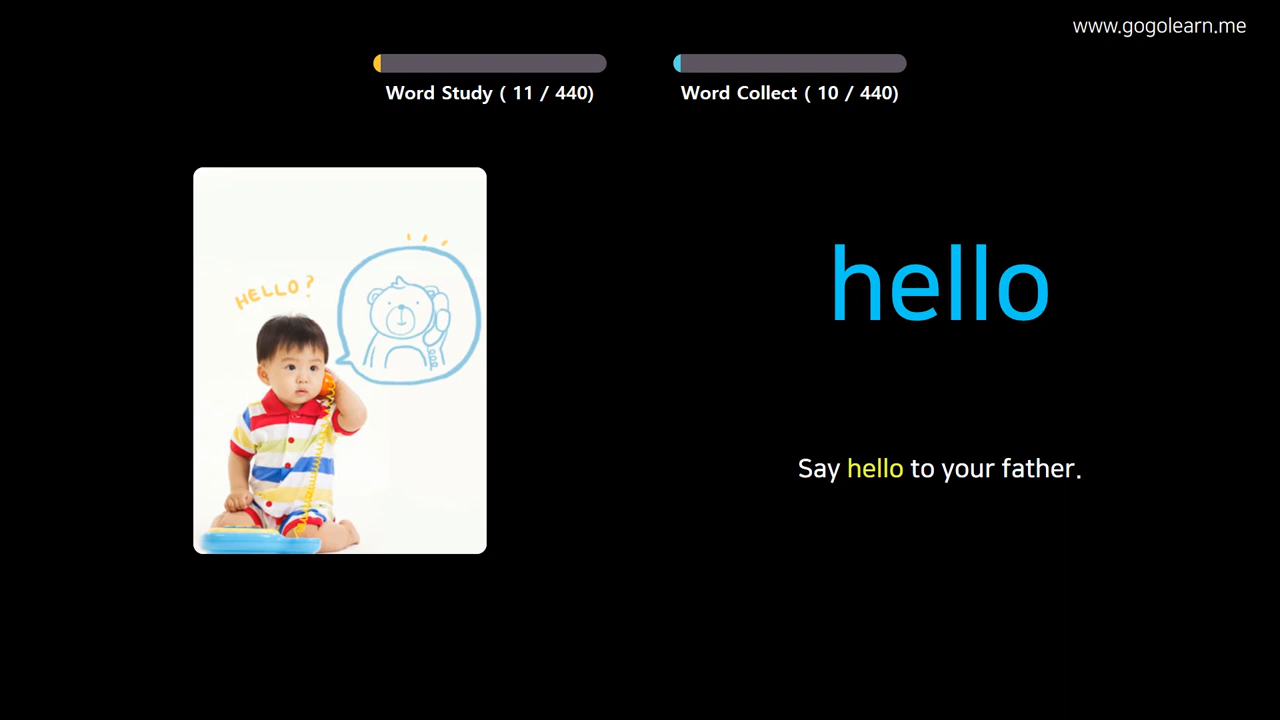 www.gogolearn.me
Word Study ( 11 / 440)
Word Collect ( 10 / 440)
HELLO?
hello
Say hello to your father.